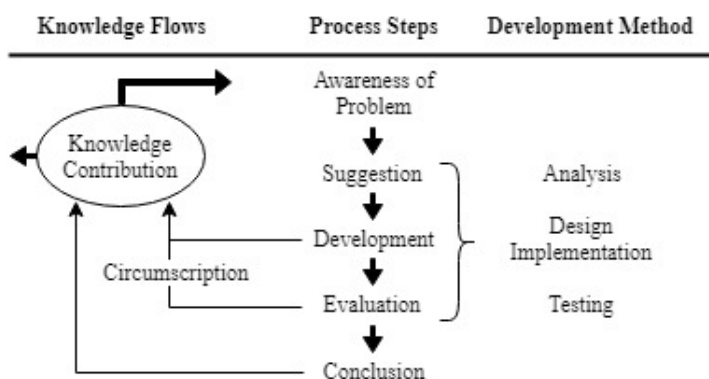 Knowledge Flows
Process Steps
Development Method
Awareness of
Problem
Knowledge
Contribution
Suggestion
Analysis
Development
Design
Implementation
Circumscription
Evaluation
Testing
Conclusion